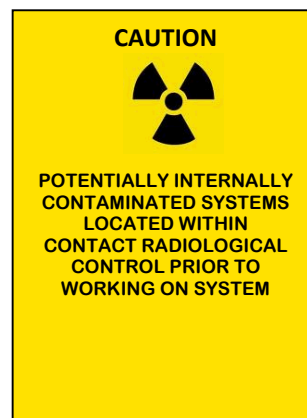 CAUTION
POTENTIALLY INTERNALLY
CONTAMINATED SYSTEMS
LOCATED WITHIN
CONTACT RADIOLOGICAL
CONTROL PRIOR TO
WORKING ON SYSTEM